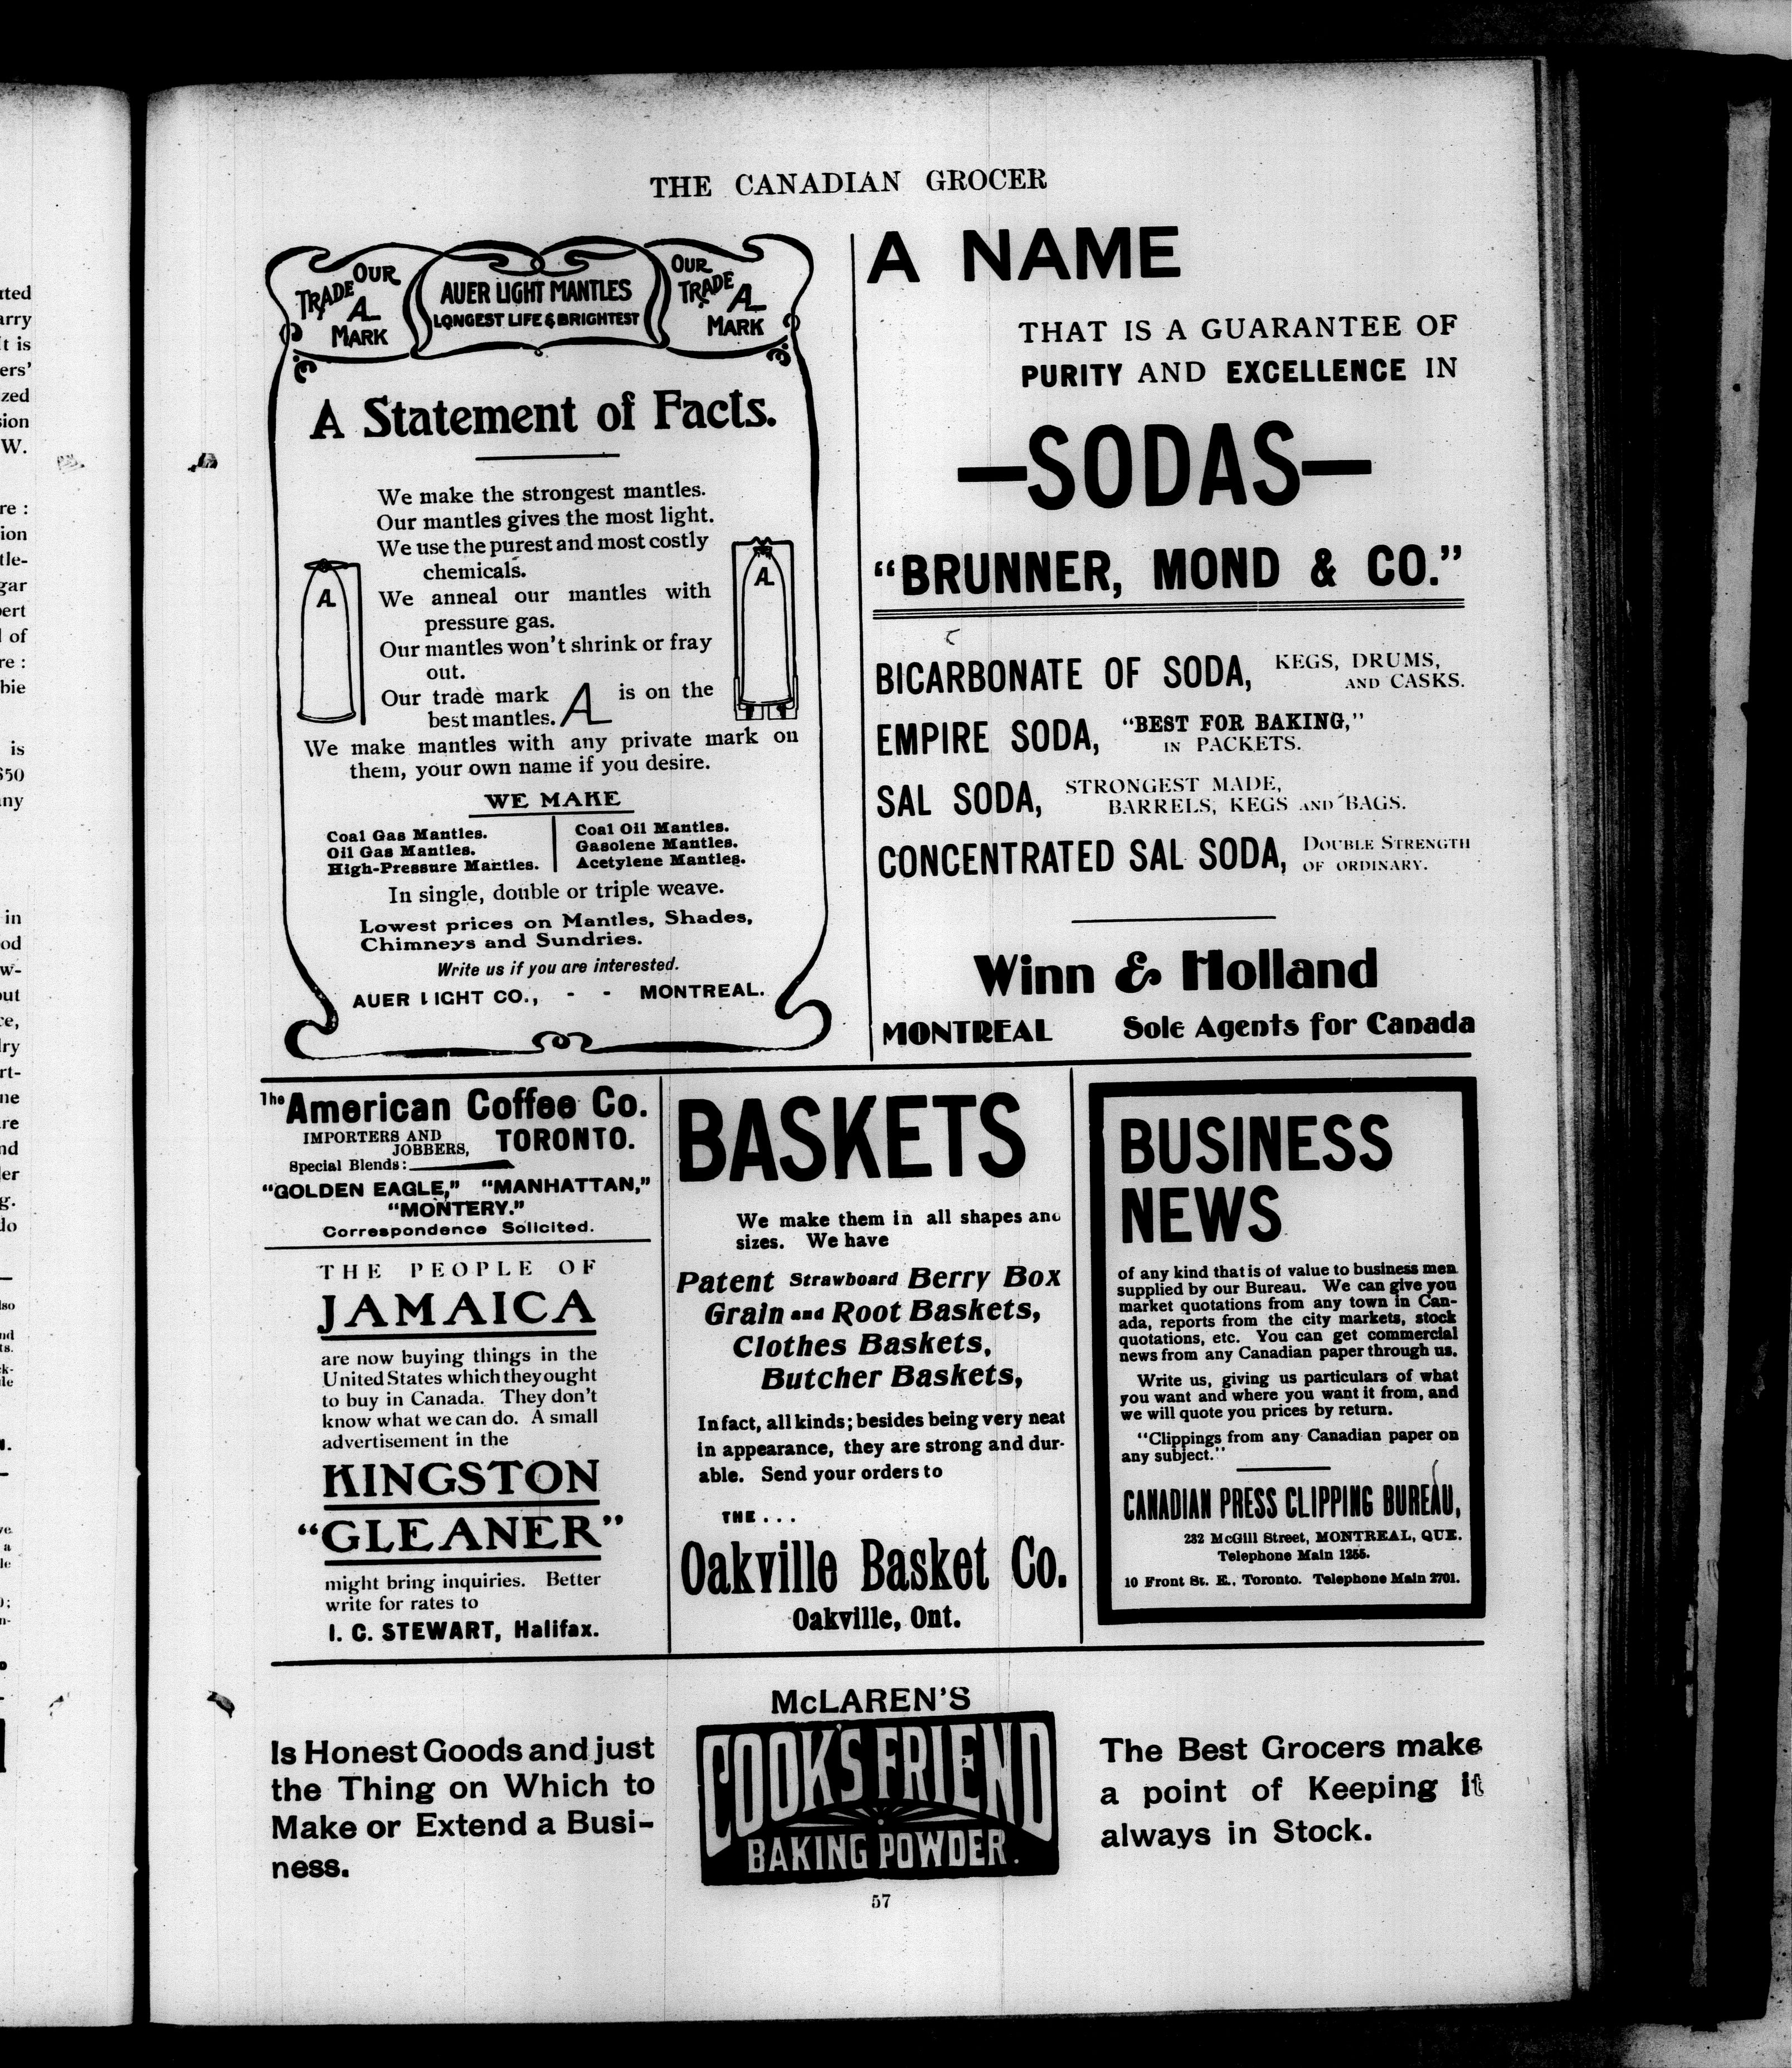 THE CANADIAN GROCER
OUR TRADE AL MARK
AUER LIGHT MANTLES
LONGEST LIFE & BRIGHTEST
OUR TRADE AL MARK
A Statement of Facts.
We make the strongest mantles.
Our mantles gives the most light.
We use the purest and most costly
chemicals.
We anneal our mantles with
pressure gas.
Our mantles won't shrink or fray
out.
Our trade mark AL is on the
best mantles.
AL
AL
We make mantles with any private mark on
them, your own name if you desire.
WE MAKE
Coal Gas Mantles.
Oil Gas Mantles.
High-Pressure Mantles.
Coal Oil Mantles.
Gasolene Mantles.
Acetylene Mantles.
In single, double or triple weave.
Lowest prices on Mantles, Shades,
Chimneys and Sundries.
Write us if you are interested.
AUER LIGHT CO., - - MONTREAL.
A NAME
THAT IS A GUARANTEE OF
PURITY AND EXCELLENCE IN
—SODAS—
"BRUNNER, MOND & CO."
BICARBONATE OF SODA, KEGS, DRUMS,
AND CASKS.
EMPIRE SODA, "BEST FOR BAKING,"
IN PACKETS.
SAL SODA, STRONGEST MADE,
BARRELS, KEGS AND BAGS.
CONCENTRATED SAL SODA, DOUBLE STRENGTH
OF ORDINARY.
Winn & Holland
MONTREAL Sole Agents for Canada
The American Coffee Co.
IMPORTERS AND
JOBBERS, TORONTO.
Special Blends:
"GOLDEN EAGLE," "MANHATTAN,"
"MONTERY."
Correspondence Solicited.
THE PEOPLE OF
JAMAICA
are now buying things in the
United States which they ought
to buy in Canada. They don't
know what we can do. A small
advertisement in the
KINGSTON
"GLEANER"
might bring inquiries. Better
write for rates to
I. C. STEWART, Halifax.
BASKETS
We make them in all shapes and
sizes. We have
Patent Strawboard Berry Box
Grain and Root Baskets,
Clothes Baskets,
Butcher Baskets,
In fact, all kinds; besides being very neat
in appearance, they are strong and dur-
able. Send your orders to
THE...
Oakville Basket Co.
Oakville, Ont.
BUSINESS
NEWS
of any kind that is of value to business men
supplied by our Bureau. We can give you
market quotations from any town in Can-
ada, reports from the city markets, stock
quotations, etc. You can get commercial
news from any Canadian paper through us.
Write us, giving us particulars of what
you want and where you want it from, and
we will quote you prices by return.
"Clippings from any Canadian paper on
any subject."
CANADIAN PRESS CLIPPING BUREAU,
232 McGill Street, MONTREAL, QUE.
Telephone Main 1255.
10 Front St. E., Toronto. Telephone Main 2701.
Is Honest Goods and just
the Thing on Which to
Make or Extend a Busi-
ness.
McLAREN'S
COOK'S FRIEND
BAKING POWDER.
The Best Grocers make
a point of Keeping it
always in Stock.
57